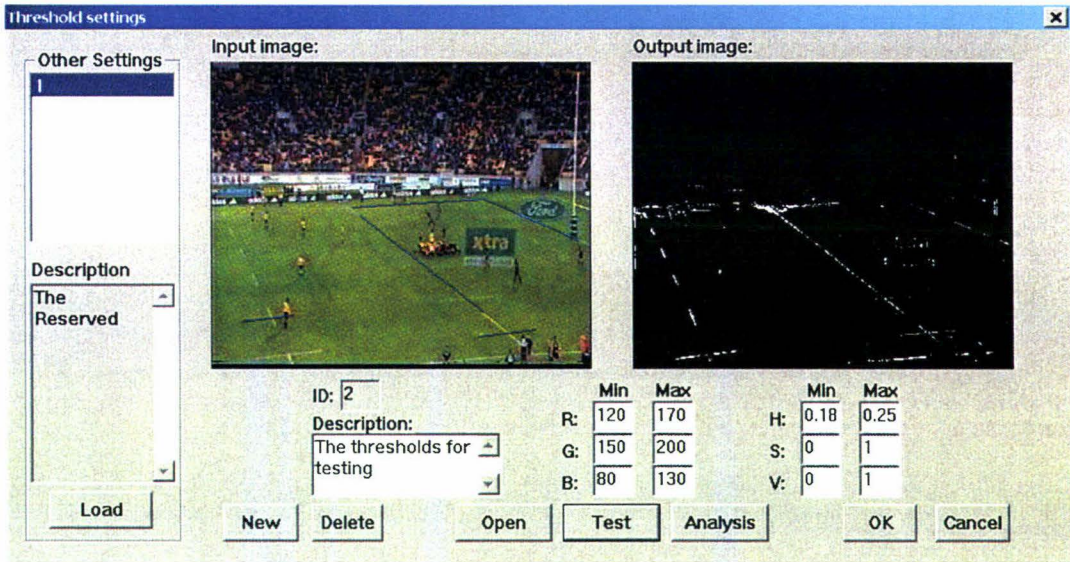 Threshold settings
Other Settings
1
Description
The
Reserved
Load
Input image:
Output image:
Ford
xtra
ID: 2
Description:
The thresholds for
testing
Min Max
R: 120 170
G: 150 200
B: 80 130
Min Max
H: 0.18 0.25
S: 0 1
V: 0 1
New Delete Open Test Analysis OK Cancel